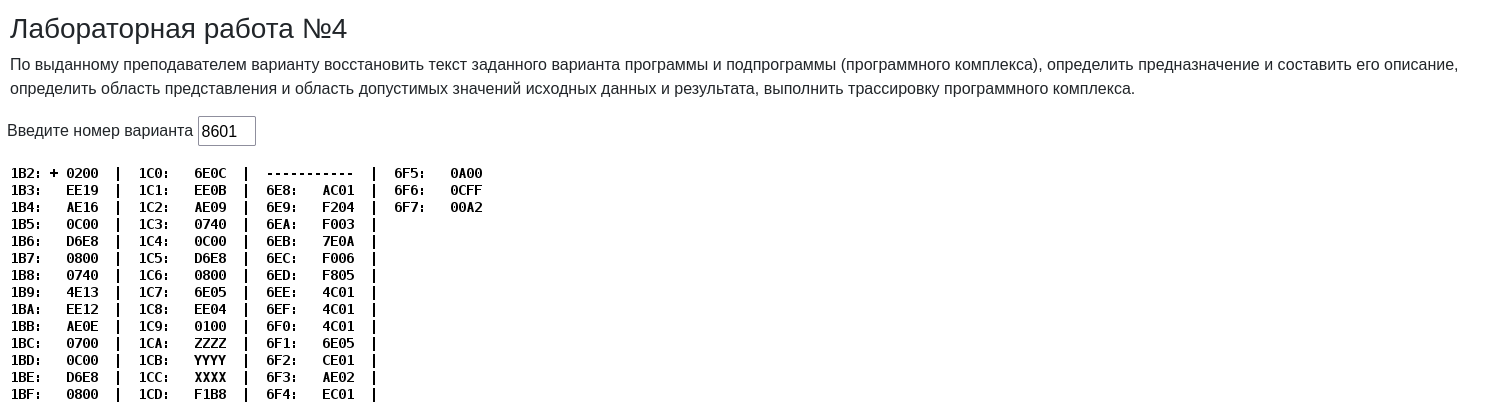 Лабораторная работа №4
По выданному преподавателем варианту восстановить текст заданного варианта программы и подпрограммы (программного комплекса), определить предназначение и составить его описание,
определить область представления и область допустимых значений исходных данных и результата, выполнить трассировку программного комплекса.
Введите номер варианта 8601
1B2: + 0200 | 1C0: 6E0C | ----------- | 6F5: 0A00
1B3: EE19 | 1C1: EE0B | 6E8: AC01 | 6F6: 0CFF
1B4: AE16 | 1C2: AE09 | 6E9: F204 | 6F7: 00A2
1B5: 0C00 | 1C3: 0740 | 6EA: F003 |
1B6: D6E8 | 1C4: 0C00 | 6EB: 7E0A |
1B7: 0800 | 1C5: D6E8 | 6EC: F006 |
1B8: 0740 | 1C6: 0800 | 6ED: F805 |
1B9: 4E13 | 1C7: 6E05 | 6EE: 4C01 |
1BA: EE12 | 1C8: EE04 | 6EF: 4C01 |
1BB: AE0E | 1C9: 0100 | 6F0: 4C01 |
1BC: 0700 | 1CA: ZZZZ | 6F1: 6E05 |
1BD: 0C00 | 1CB: YYYY | 6F2: CE01 |
1BE: D6E8 | 1CC: XXXX | 6F3: AE02 |
1BF: 0800 | 1CD: F1B8 | 6F4: EC01 |